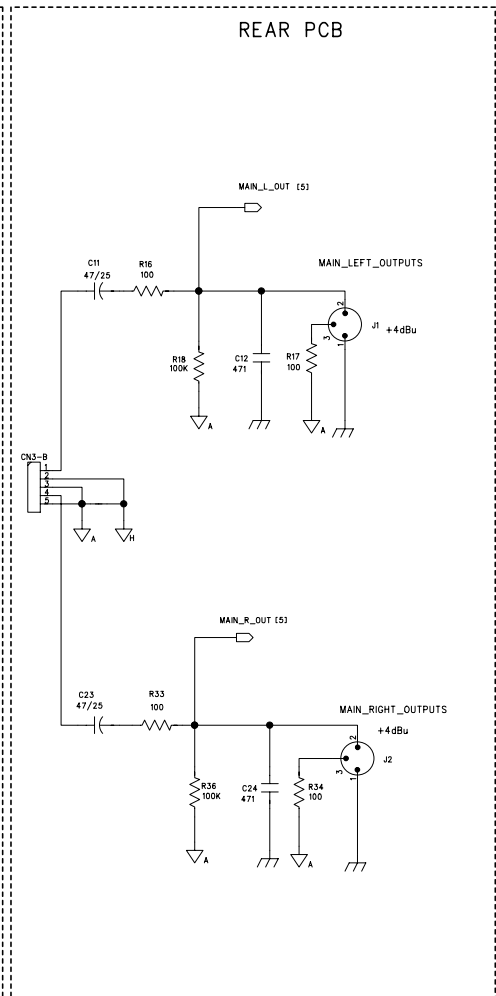 REAR PCB
MAIN_L_OUT [5]
C11
47/25
R16
100
MAIN_LEFT_OUTPUTS
2
3
1
J1
+4dBu
R18
100K
C12
471
R17
100
A
A
CN3-B
1
2
3
4
5
A
H
MAIN_R_OUT [5]
C23
47/25
R33
100
MAIN_RIGHT_OUTPUTS
+4dBu
2
3
1
J2
R36
100K
C24
471
R34
100
A
A